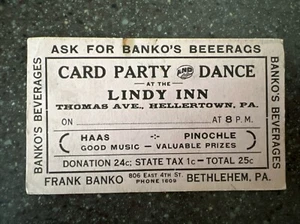 ASK FOR BANKO'S BEEERAGS
BANKO'S BEVERAGES
CARD PARTY AND DANCE
AT THE
LINDY INN
THOMAS AVE., HELLERTOWN, PA.
ON AT 8 P.M.
HAAS -:- PINOCHLE
GOOD MUSIC - VALUABLE PRIZES
DONATION 24c; STATE TAX 1c - TOTAL 25c
BANKO'S BEVERAGES
FRANK BANKO 806 EAST 4TH ST. BETHLEHEM, PA.
PHONE 1609